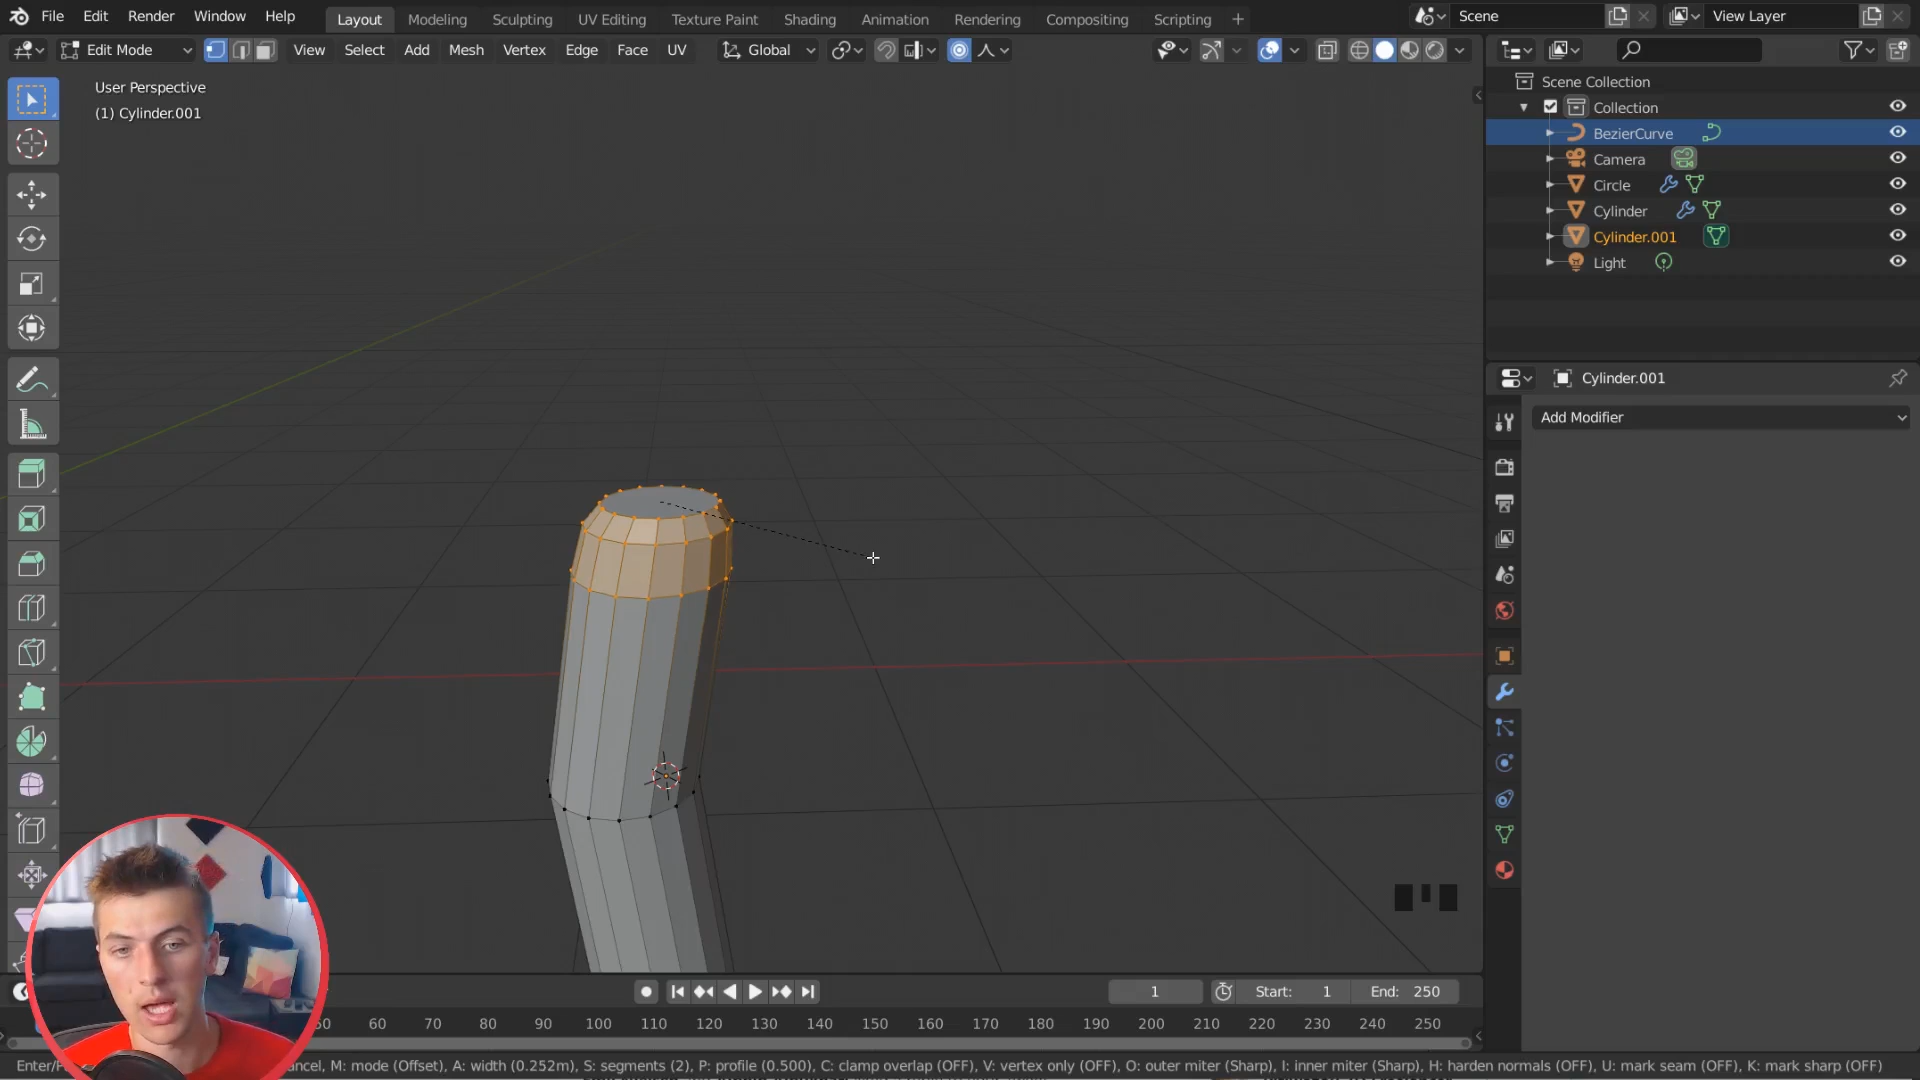 File Edit Render Window Help Layout Modeling Sculpting UV Editing Texture Paint Shading Animation Rendering Compositing Scripting + Scene View Layer
Edit Mode View Select Add Mesh Vertex Edge Face UV Global
User Perspective
(1) Cylinder.001
Scene Collection
Collection
BezierCurve
Camera
Circle
Cylinder
Cylinder.001
Light
Cylinder.001
Add Modifier
1 Start: 1 End: 250
50 60 70 80 90 100 110 120 130 140 150 160 170 180 190 200 210 220 230 240 250
Enter/ ancel, M: mode (Offset), A: width (0.252m), S: segments (2), P: profile (0.500), C: clamp overlap (OFF), V: vertex only (OFF), O: outer miter (Sharp), I: inner miter (Sharp), H: harden normals (OFF), U: mark seam (OFF), K: mark sharp (OFF)